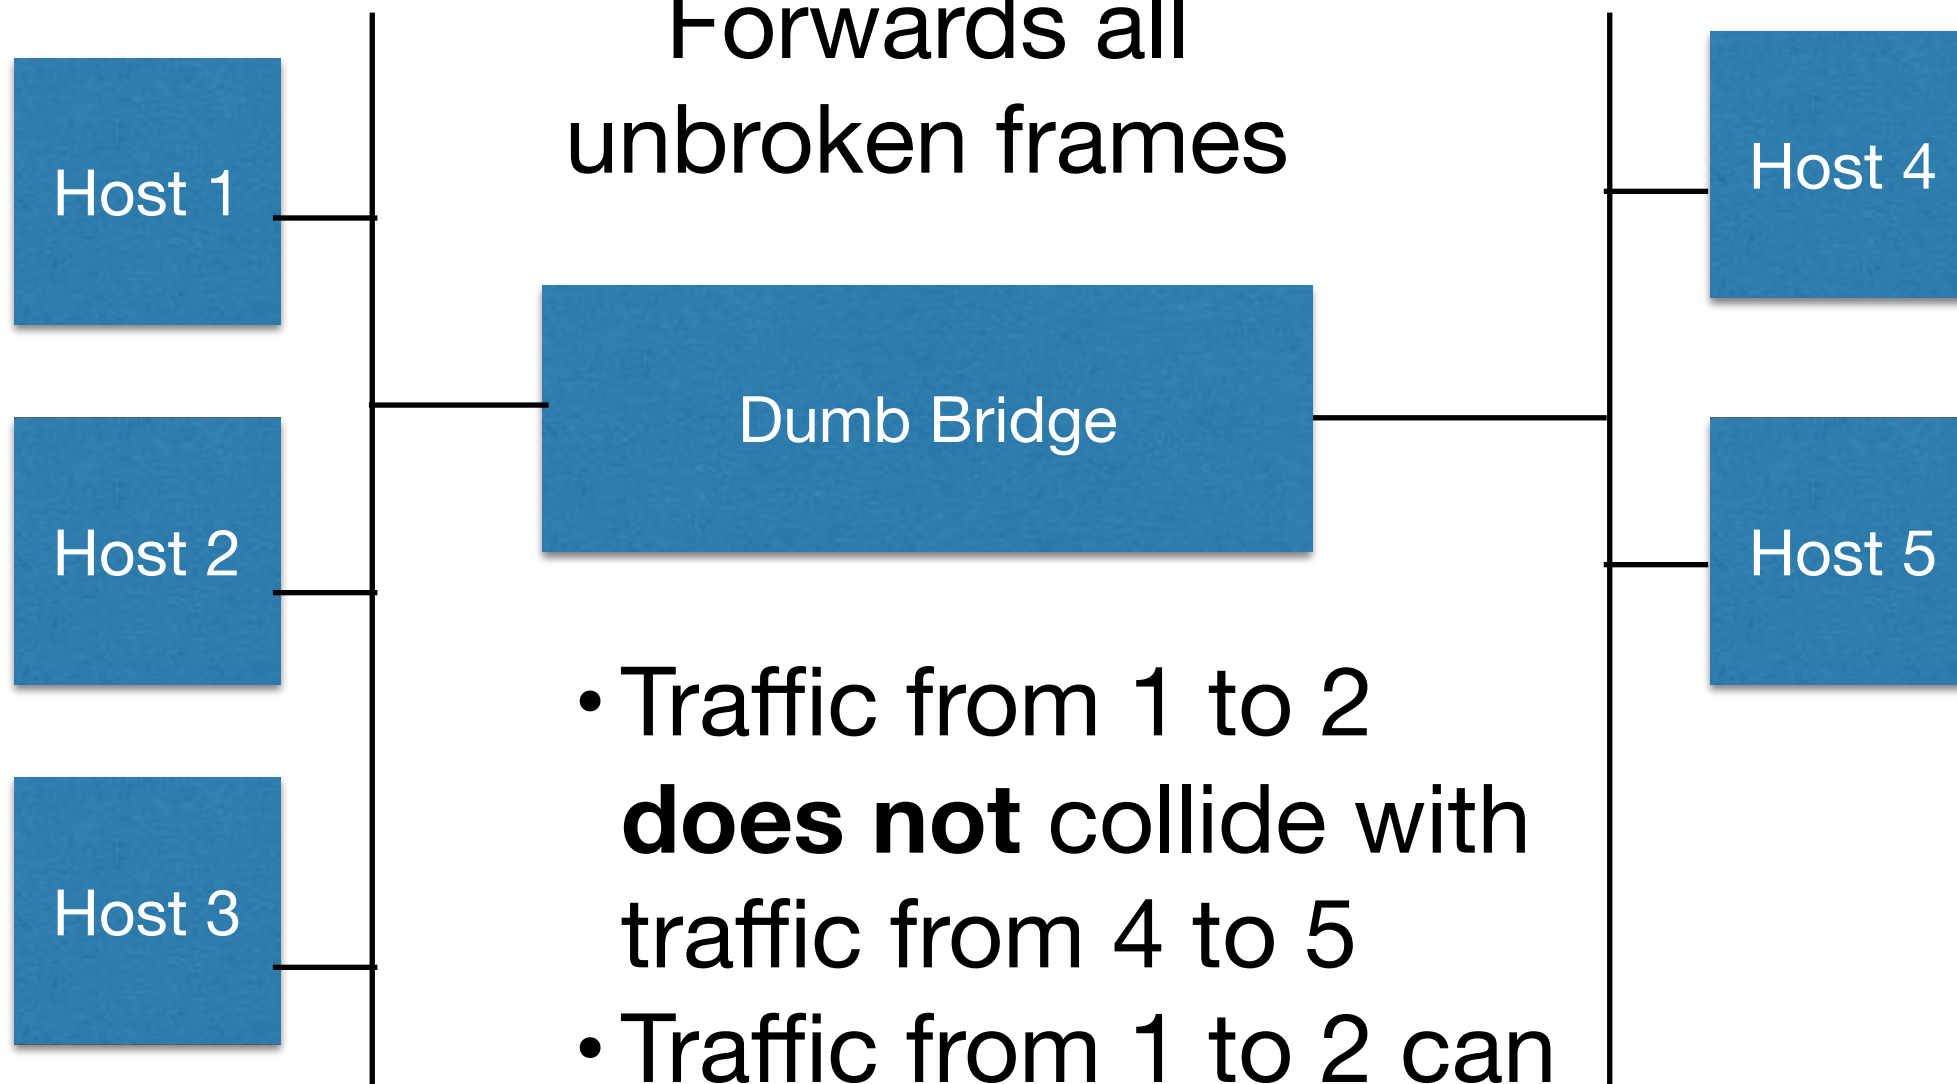 Forwards all
unbroken frames
Host 1
Host 4
Dumb Bridge
Host 2
Host 5
• Traffic from 1 to 2
does not collide with
traffic from 4 to 5
Host 3
• Traffic from 1 to 2 can